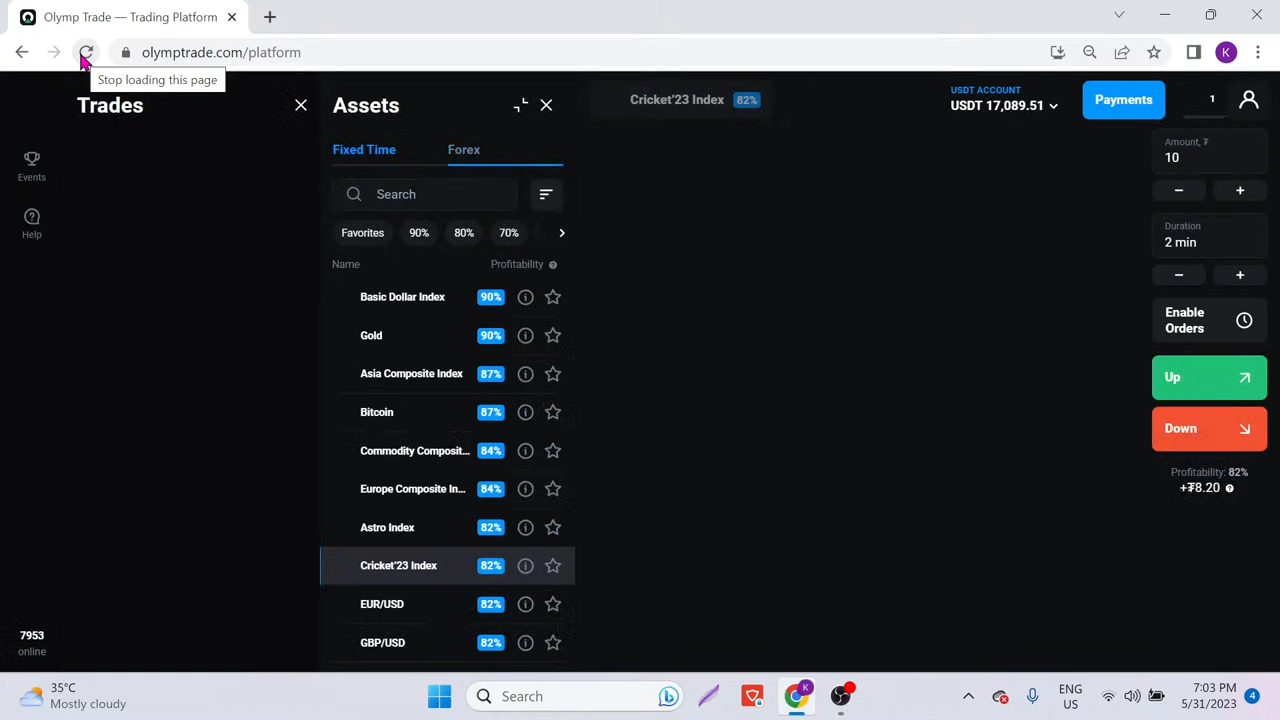 Olymp Trade — Trading Platform
olymptrade.com/platform
Stop loading this page
Trades
Events
Help
7953
online
Assets
Fixed Time
Forex
Search
Favorites
90%
80%
70%
Name
Profitability
Basic Dollar Index
90%
Gold
90%
Asia Composite Index
87%
Bitcoin
87%
Commodity Composit...
84%
Europe Composite In...
84%
Astro Index
82%
Cricket'23 Index
82%
EUR/USD
82%
GBP/USD
82%
Cricket'23 Index
82%
USDT ACCOUNT
USDT 17,089.51
Payments
1
Amount, ₮
10
−
+
Duration
2 min
−
+
Enable
Orders
Up
Down
Profitability: 82%
+₮8.20
35°C
Mostly cloudy
Search
K
K
ENG
US
7:03 PM
5/31/2023
4